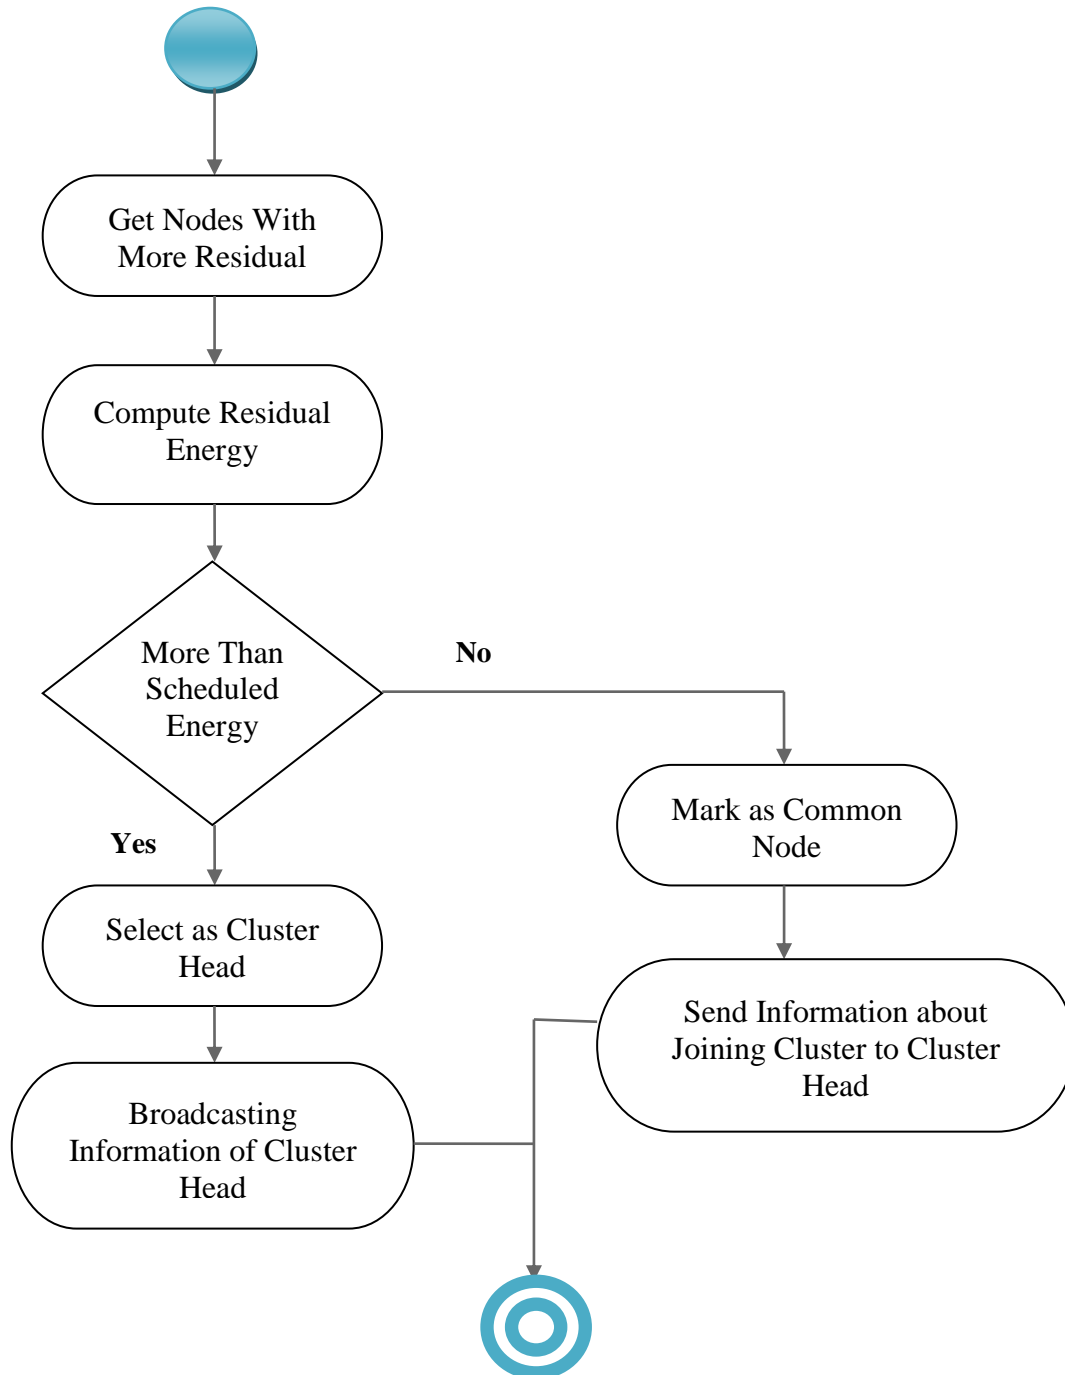 Get Nodes With
More Residual
Compute Residual
Energy
More Than
Scheduled
Energy
No
Yes
Mark as Common
Node
Select as Cluster
Head
Send Information about
Joining Cluster to Cluster
Head
Broadcasting
Information of Cluster
Head